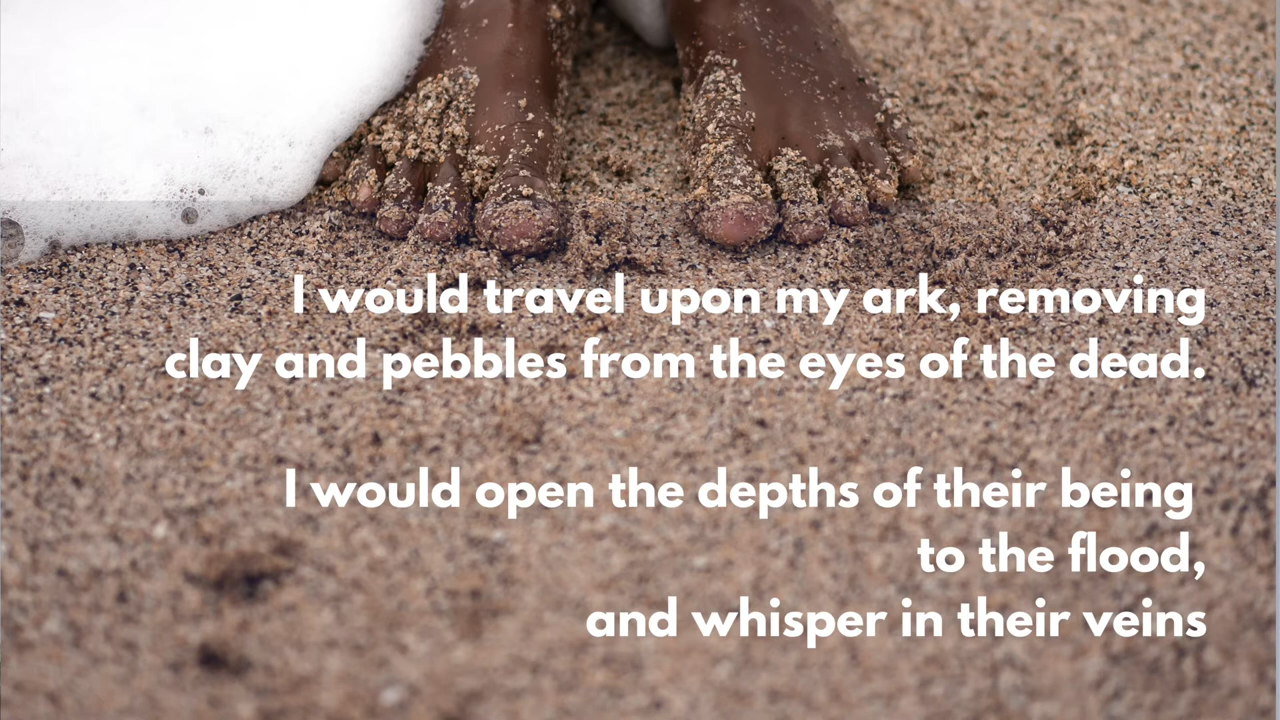 I would travel upon my ark, removing
clay and pebbles from the eyes of the dead.
I would open the depths of their being
to the flood,
and whisper in their veins